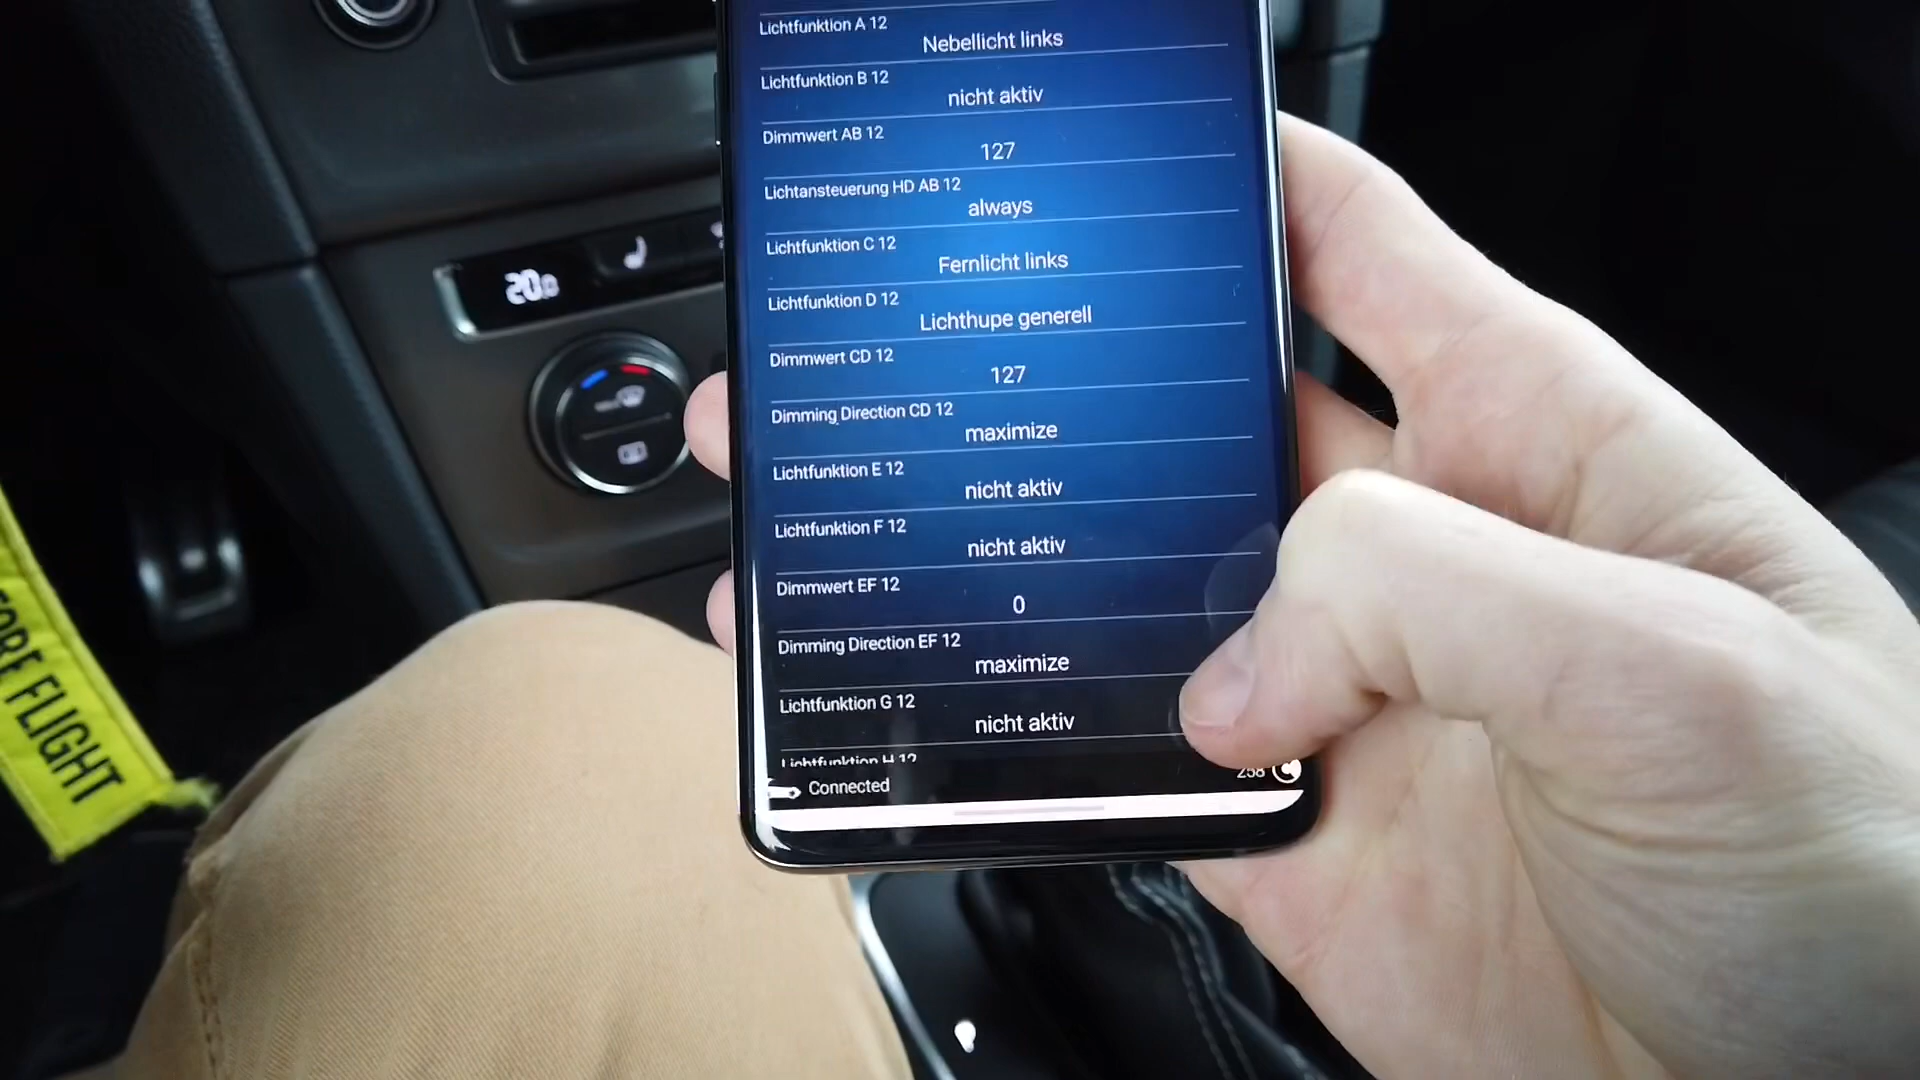 Lichtfunktion A 12
Nebellicht links
Lichtfunktion B 12
nicht aktiv
Dimmwert AB 12
127
Lichtansteuerung HD AB 12
always
Lichtfunktion C 12
Fernlicht links
Lichtfunktion D 12
Lichthupe generell
Dimmwert CD 12
127
Dimming Direction CD 12
maximize
Lichtfunktion E 12
nicht aktiv
Lichtfunktion F 12
nicht aktiv
Dimmwert EF 12
0
Dimming Direction EF 12
maximize
Lichtfunktion G 12
nicht aktiv
Lichtfunktion H 12
Connected
258
20.0
FLIGHT